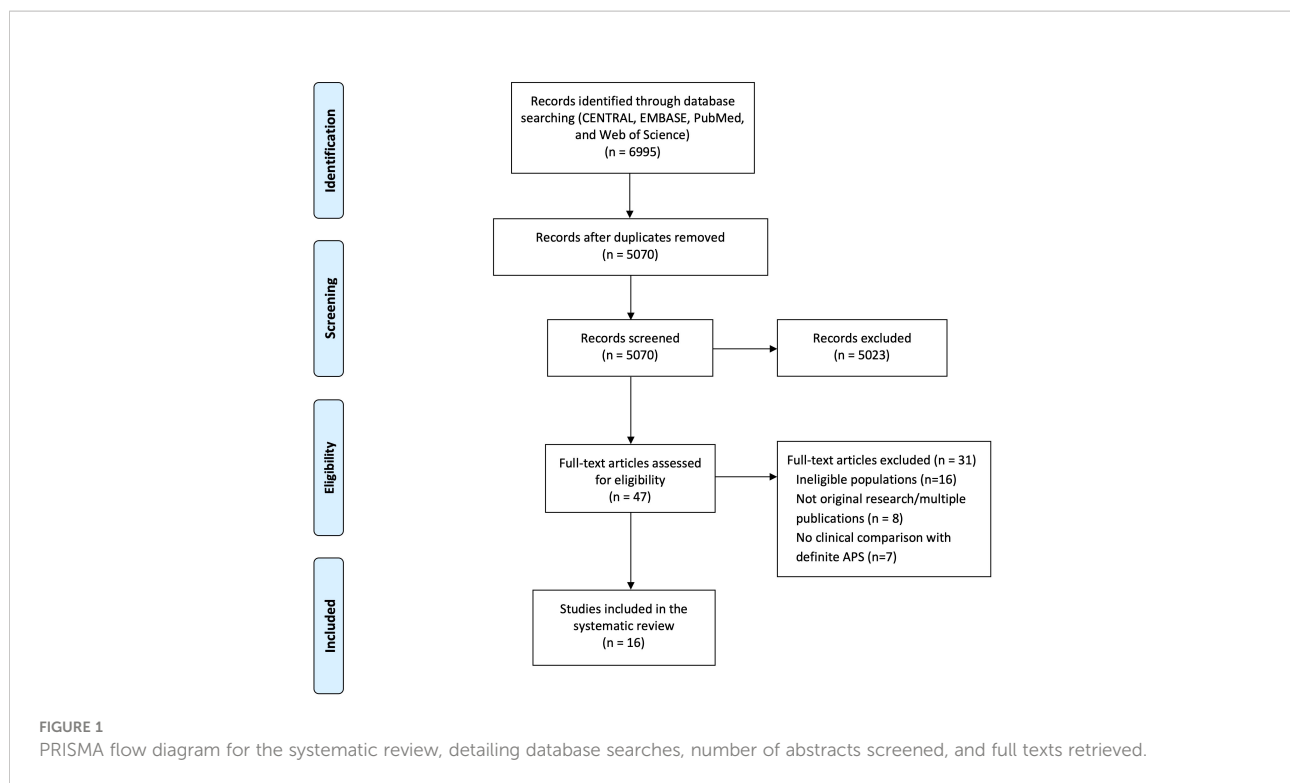 Identification
Records identified through database
searching (CENTRAL, EMBASE, PubMed,
and Web of Science)
(n = 6995)
Records after duplicates removed
(n = 5070)
Screening
Records screened
(n = 5070)
Records excluded
(n = 5023)
Eligibility
Full-text articles assessed
for eligibility
(n = 47)
Full-text articles excluded (n = 31)
Ineligible populations (n=16)
Not original research/multiple
publications (n = 8)
No clinical comparison with
definite APS (n=7)
Included
Studies included in the
systematic review
(n = 16)
FIGURE 1
PRISMA flow diagram for the systematic review, detailing database searches, number of abstracts screened, and full texts retrieved.